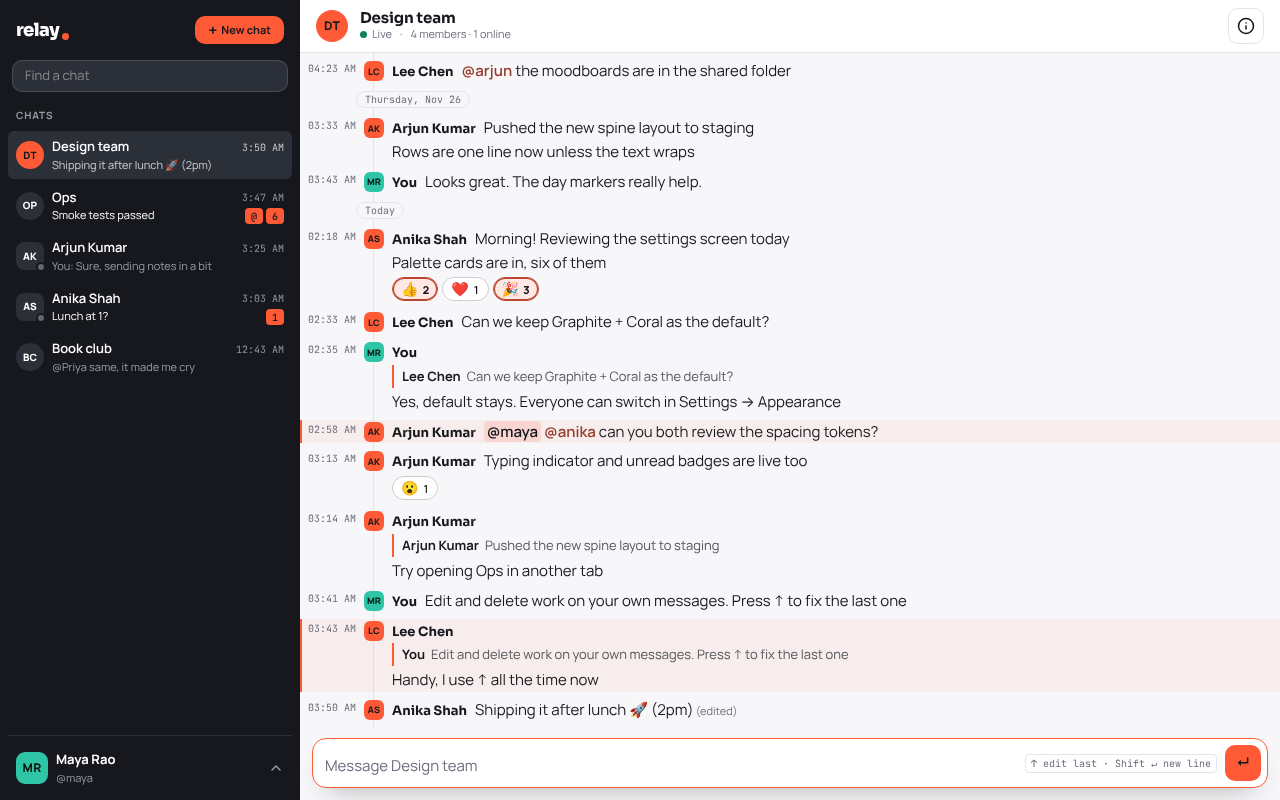 relay.
+ New chat
Find a chat
CHATS
DT
Design team
3:50 AM
Shipping it after lunch 🚀 (2pm)
OP
Ops
3:47 AM
Smoke tests passed
@
6
AK
Arjun Kumar
3:25 AM
You: Sure, sending notes in a bit
AS
Anika Shah
3:03 AM
Lunch at 1?
1
BC
Book club
12:43 AM
@Priya same, it made me cry
MR
Maya Rao
@maya
DT
Design team
Live · 4 members · 1 online
04:23 AM LC Lee Chen @arjun the moodboards are in the shared folder
Thursday, Nov 26
03:33 AM AK Arjun Kumar Pushed the new spine layout to staging
Rows are one line now unless the text wraps
03:43 AM MR You Looks great. The day markers really help.
Today
02:18 AM AS Anika Shah Morning! Reviewing the settings screen today
Palette cards are in, six of them
👍 2 ❤️ 1 🎉 3
02:33 AM LC Lee Chen Can we keep Graphite + Coral as the default?
02:35 AM MR You
Lee Chen Can we keep Graphite + Coral as the default?
Yes, default stays. Everyone can switch in Settings → Appearance
02:58 AM AK Arjun Kumar @maya @anika can you both review the spacing tokens?
03:13 AM AK Arjun Kumar Typing indicator and unread badges are live too
😮 1
03:14 AM AK Arjun Kumar
Arjun Kumar Pushed the new spine layout to staging
Try opening Ops in another tab
03:41 AM MR You Edit and delete work on your own messages. Press ↑ to fix the last one
03:43 AM LC Lee Chen
You Edit and delete work on your own messages. Press ↑ to fix the last one
Handy, I use ↑ all the time now
03:50 AM AS Anika Shah Shipping it after lunch 🚀 (2pm) (edited)
Message Design team
↑ edit last · Shift ↵ new line